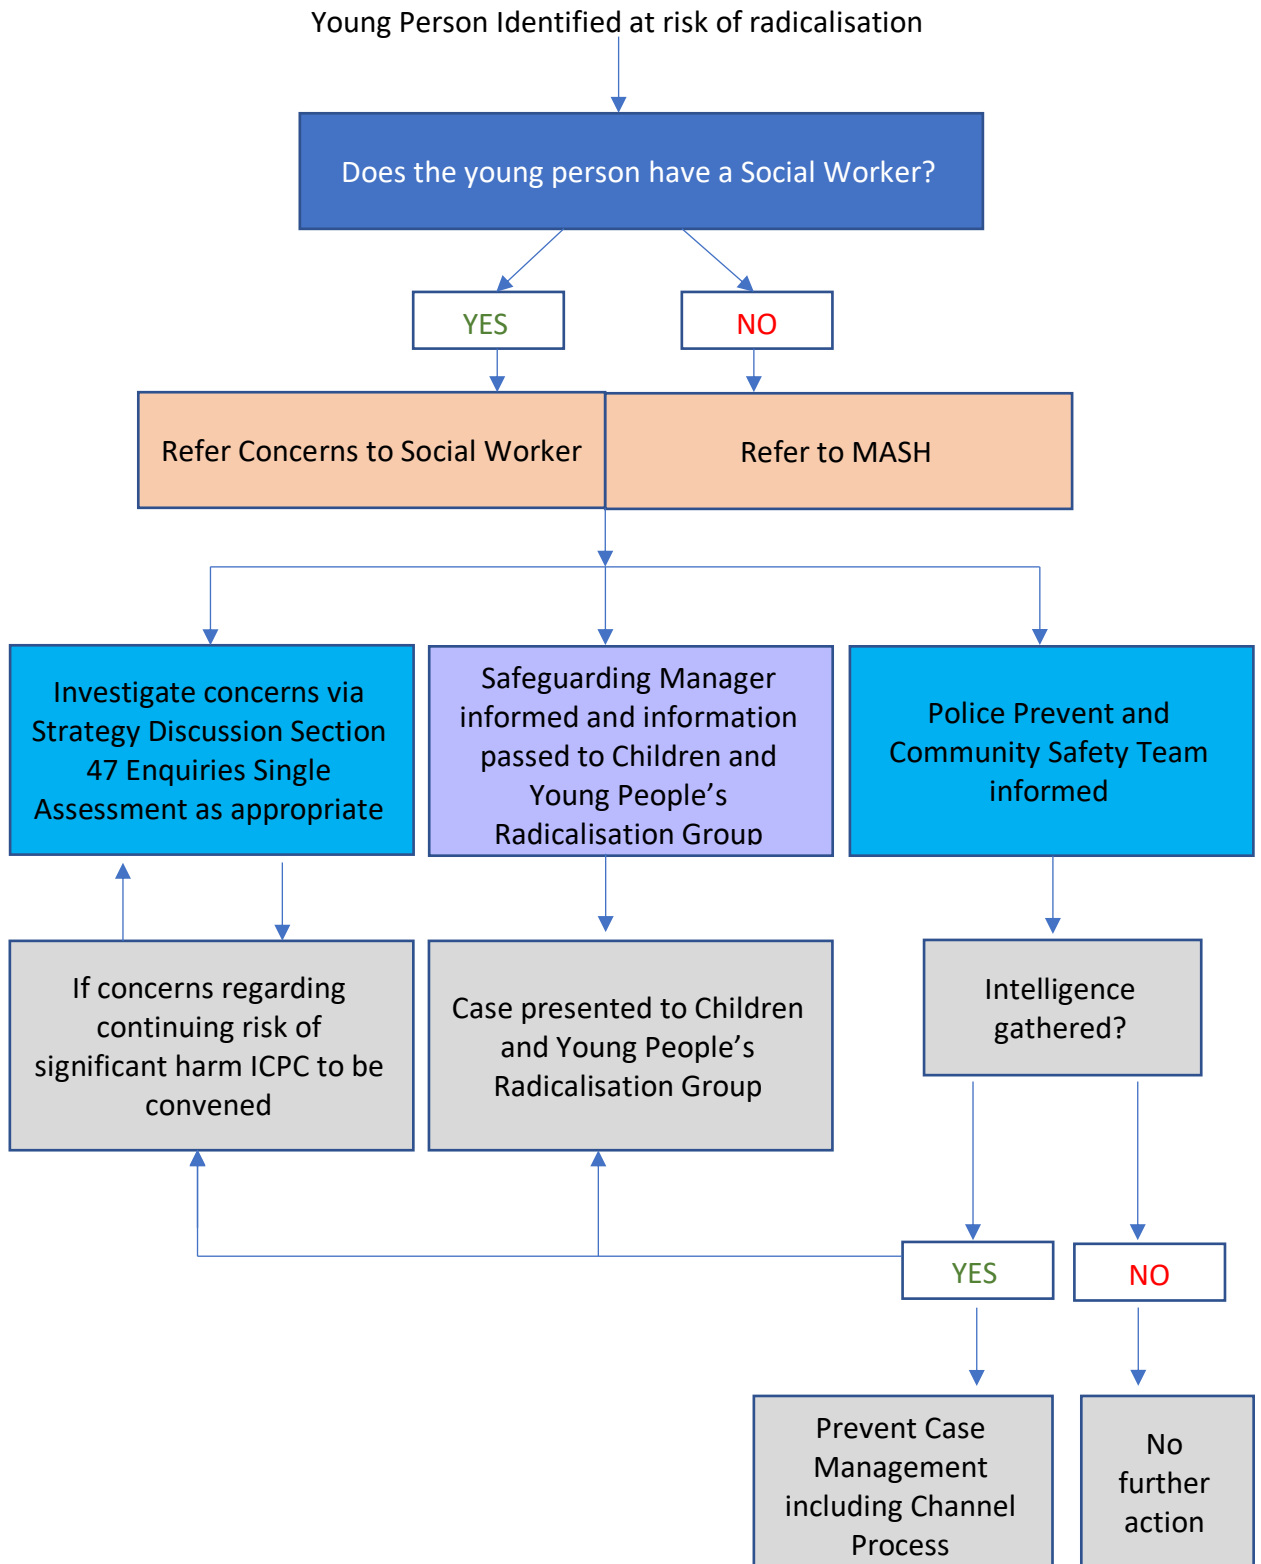 Young Person Identified at risk of radicalisation
Does the young person have a Social Worker?
YES
NO
Refer Concerns to Social Worker
Refer to MASH
Investigate concerns via
Strategy Discussion Section
47 Enquiries Single
Assessment as appropriate
Safeguarding Manager
informed and information
passed to Children and
Young People’s
Radicalisation Group
Police Prevent and
Community Safety Team
informed
If concerns regarding
continuing risk of
significant harm ICPC to be
convened
Case presented to Children
and Young People’s
Radicalisation Group
Intelligence
gathered?
YES
NO
Prevent Case
Management
including Channel
Process
No
further
action